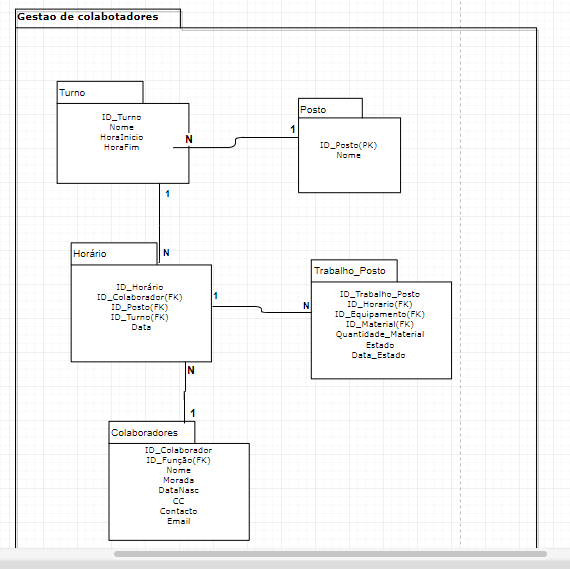 Gestao de colabotadores
Turno
ID_Turno
Nome
HoraInicio
HoraFim
N
1
Posto
ID_Posto(PK)
Nome
1
N
Horário
ID_Horário
ID_Colaborador(FK)
ID_Posto(FK)
ID_Turno(FK)
Data
1
N
Trabalho_Posto
ID_Trabalho_Posto
ID_Horario(FK)
ID_Equipamento(FK)
ID_Material(FK)
Quantidade_Material
Estado
Data_Estado
N
1
Colaboradores
ID_Colaborador
ID_Função(FK)
Nome
Morada
DataNasc
CC
Contacto
Email